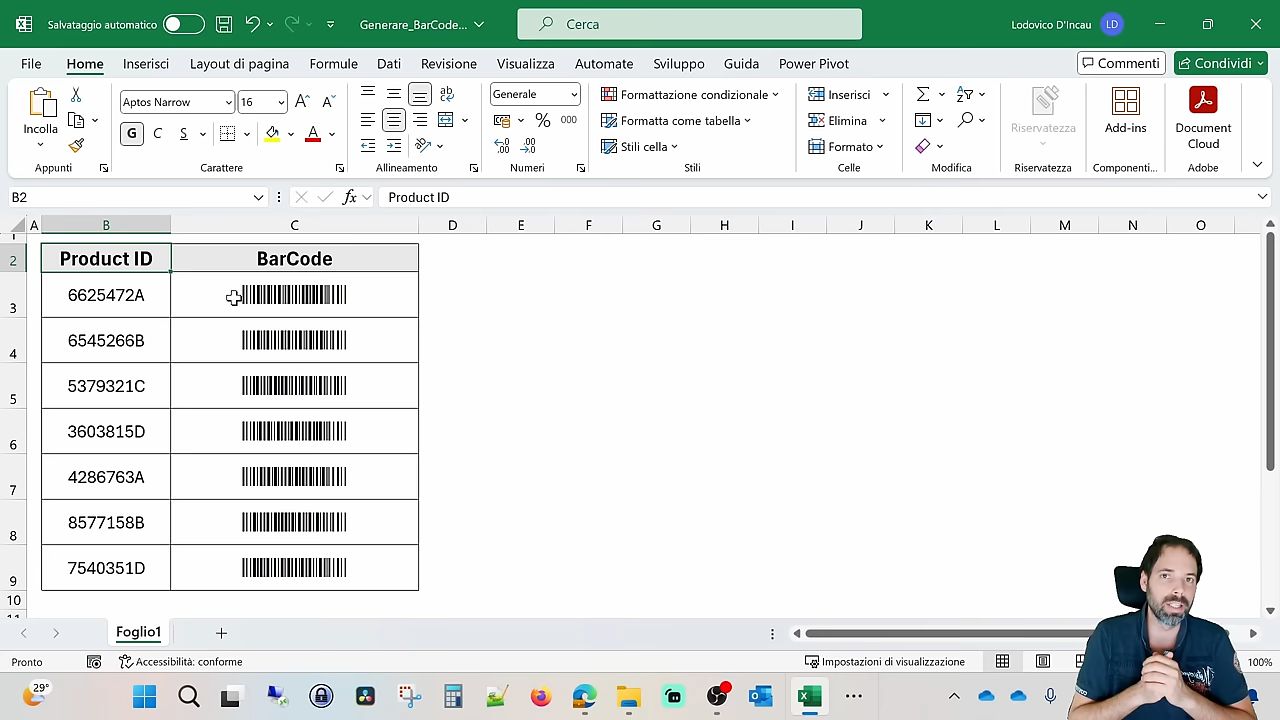 Salvataggio automatico
Generare_BarCode...
Cerca
Lodovico D'Incau
LD
File Home Inserisci Layout di pagina Formule Dati Revisione Visualizza Automate Sviluppo Guida Power Pivot
Commenti
Condividi
Incolla
Aptos Narrow
16
G C S
Generale
% 000
Formattazione condizionale
Formatta come tabella
Stili cella
Inserisci
Elimina
Formato
Riservatezza
Add-ins
Document
Cloud
Appunti Carattere Allineamento Numeri Stili Celle Modifica Riservatezza Componenti... Adobe
B2
fx
Product ID
A B C D E F G H I J K L M N O
1
2 Product ID BarCode
3 6625472A
4 6545266B
5 5379321C
6 3603815D
7 4286763A
8 8577158B
9 7540351D
10
11
Foglio1
Pronto
Accessibilità: conforme
Impostazioni di visualizzazione
100%
29°